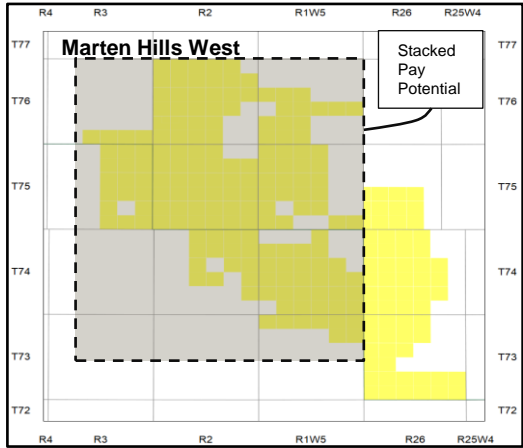 R4 R3 R2 R1W5 R26 R25W4
T77 T77
Marten Hills West
Stacked
Pay
Potential
T76 T76
T75 T75
T74 T74
T73 T73
T72 T72
R4 R3 R2 R1W5 R26 R25W4